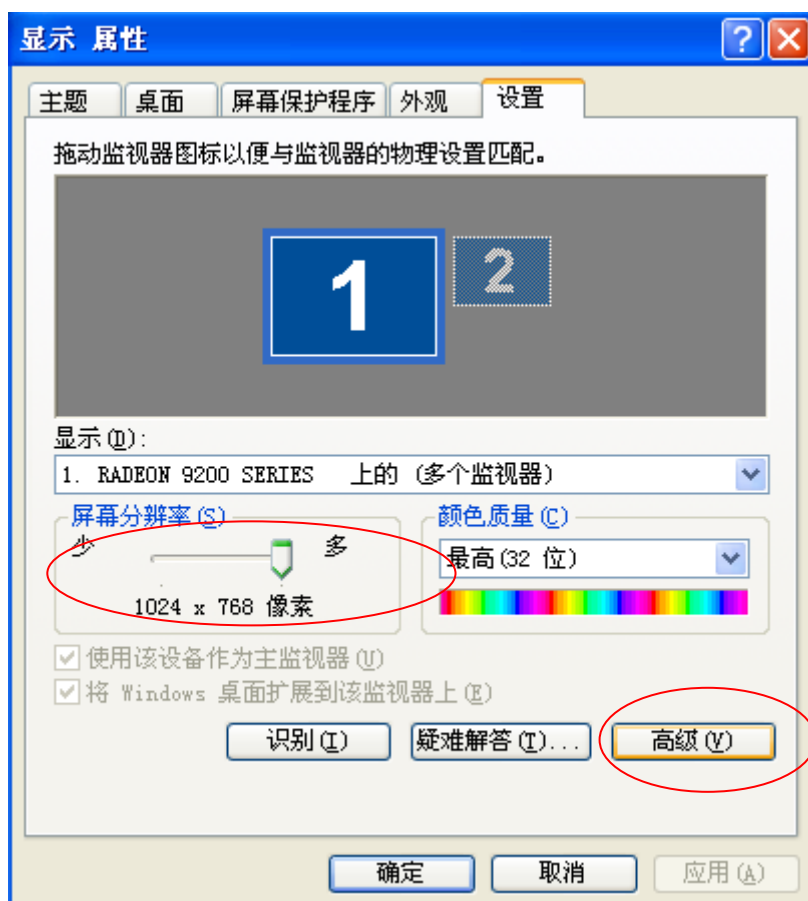 显示 属性
主题 桌面 屏幕保护程序 外观 设置
拖动监视器图标以便与监视器的物理设置匹配。
1 2
显示(D):
1. RADEON 9200 SERIES 上的 (多个监视器)
屏幕分辨率(S) 颜色质量(C)
少 多 最高(32 位)
1024 x 768 像素
使用该设备作为主监视器(U)
将 Windows 桌面扩展到该监视器上(E)
识别(I) 疑难解答(T)... 高级(V)
确定 取消 应用(A)